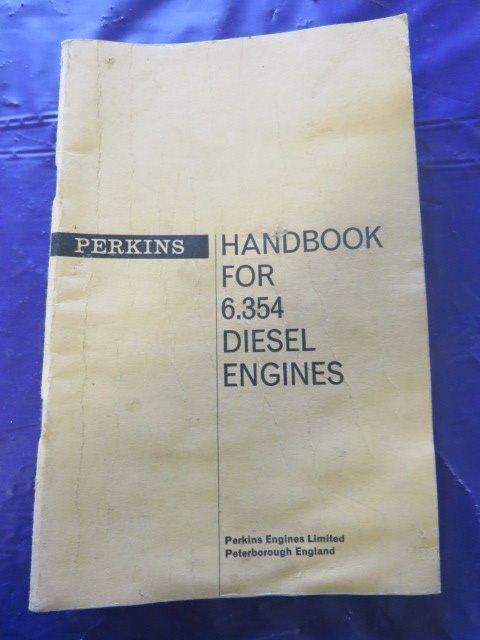 PERKINS
HANDBOOK
FOR
6.354
DIESEL
ENGINES
Perkins Engines Limited
Peterborough England